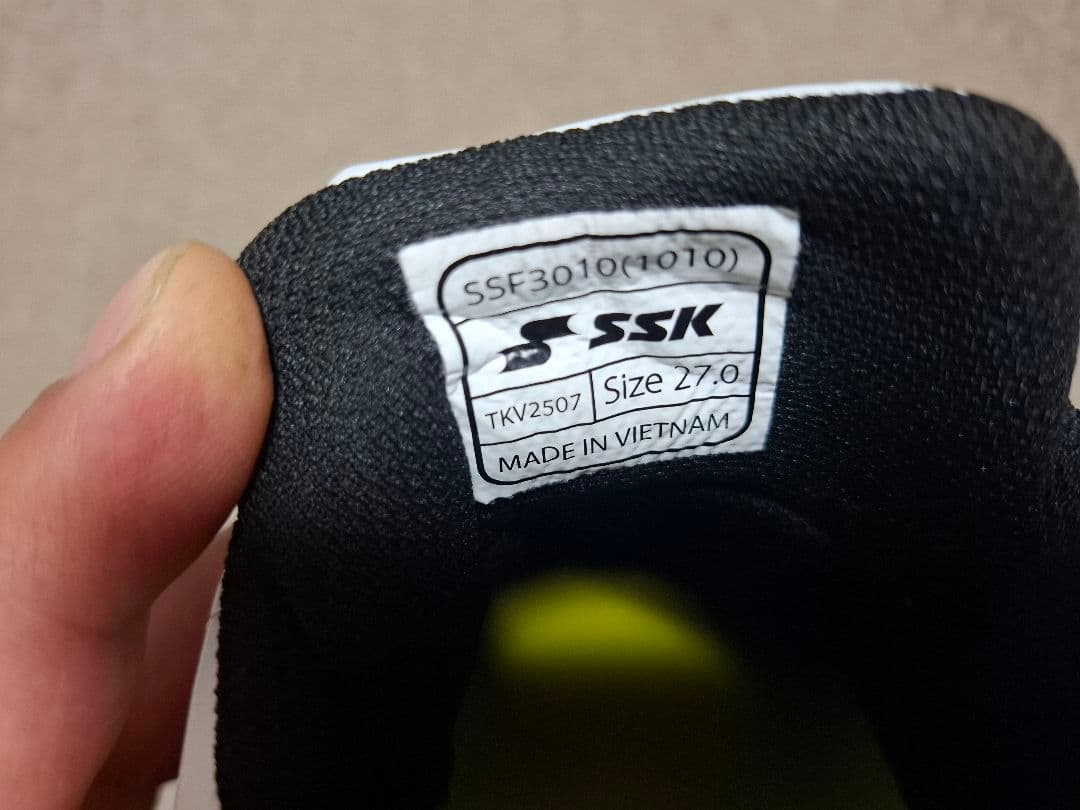 SSF3010(1010)
SSK
TKV2507 Size 27.0
MADE IN VIETNAM